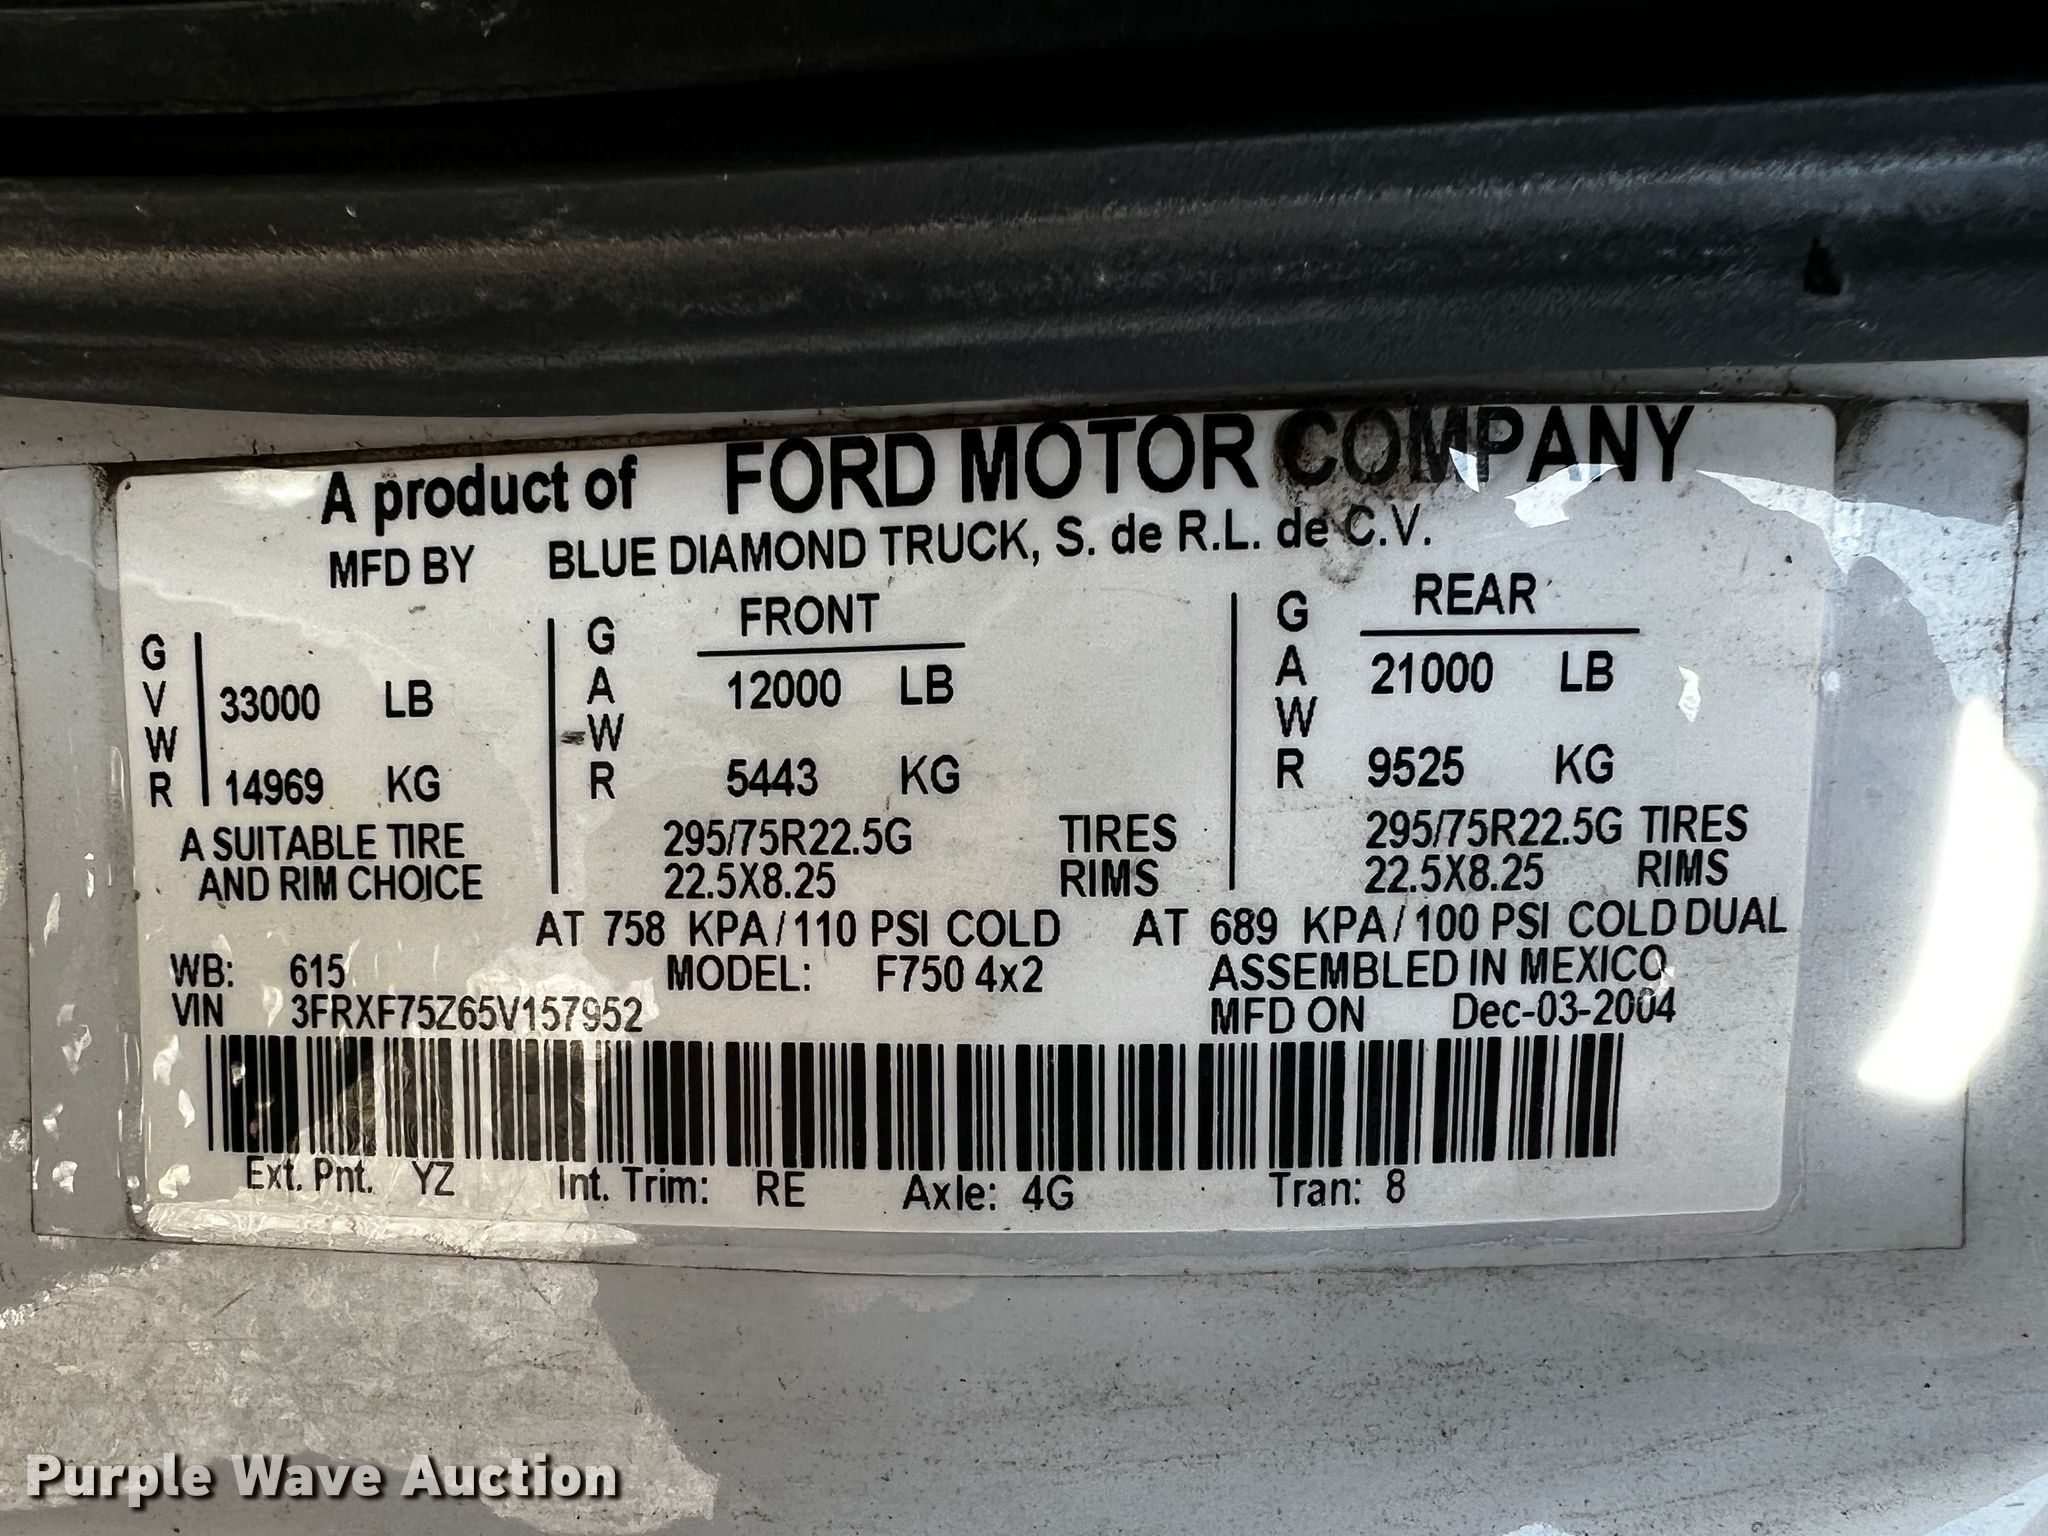 A product of FORD MOTOR COMPANY
MFD BY BLUE DIAMOND TRUCK, S. de R.L. de C.V.
GVWR 33000 LB
14969 KG
A SUITABLE TIRE
AND RIM CHOICE
GAWR FRONT
12000 LB
5443 KG
295/75R22.5G TIRES
22.5X8.25 RIMS
AT 758 KPA/110 PSI COLD
GAWR REAR
21000 LB
9525 KG
295/75R22.5G TIRES
22.5X8.25 RIMS
AT 689 KPA/100 PSI COLD DUAL
WB: 615 MODEL: F750 4x2 ASSEMBLED IN MEXICO
VIN 3FRXF75Z65V157952 MFD ON Dec-03-2004
Ext. Pnt. YZ Int. Trim: RE Axle: 4G Tran: 8
Purple Wave Auction